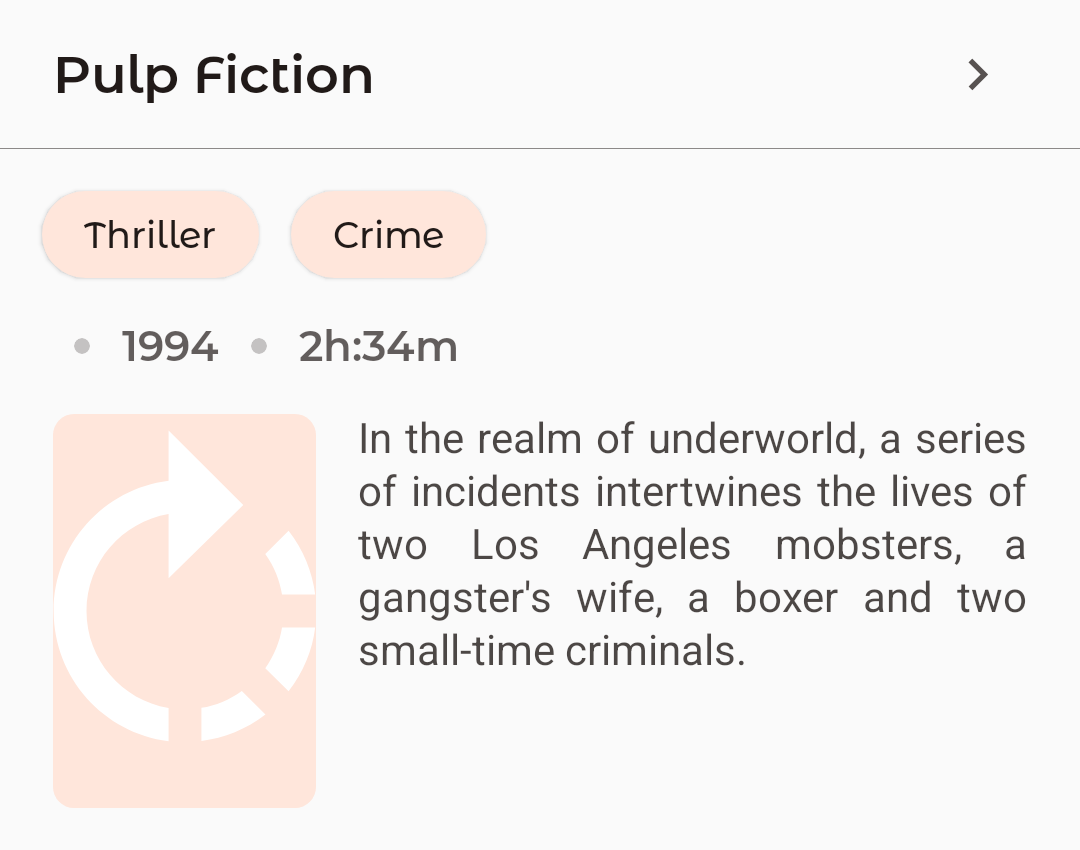 Pulp Fiction
Thriller
Crime
1994
2h:34m
In the realm of underworld, a series
of incidents intertwines the lives of
two Los Angeles mobsters, a
gangster's wife, a boxer and two
small-time criminals.